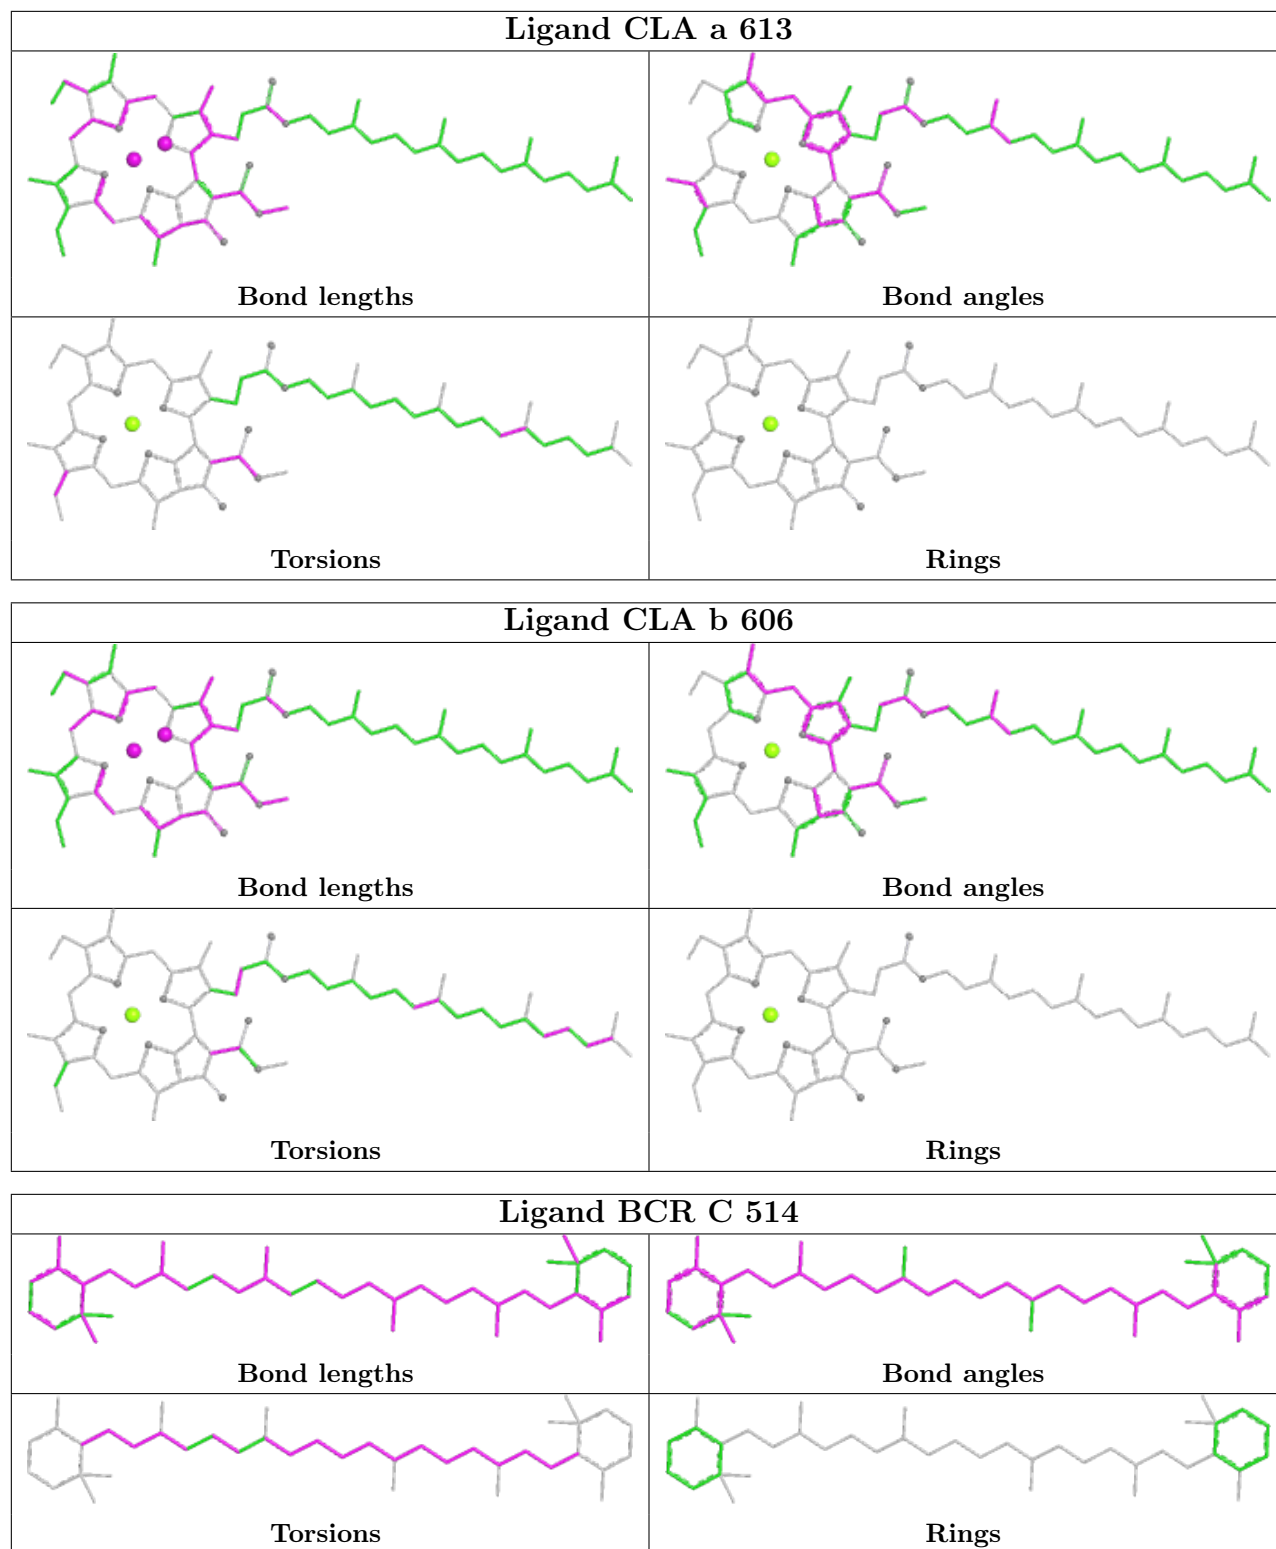 Ligand CLA a 613
Bond lengths
Bond angles
Torsions
Rings
Ligand CLA b 606
Bond lengths
Bond angles
Torsions
Rings
Ligand BCR C 514
Bond lengths
Bond angles
Torsions
Rings